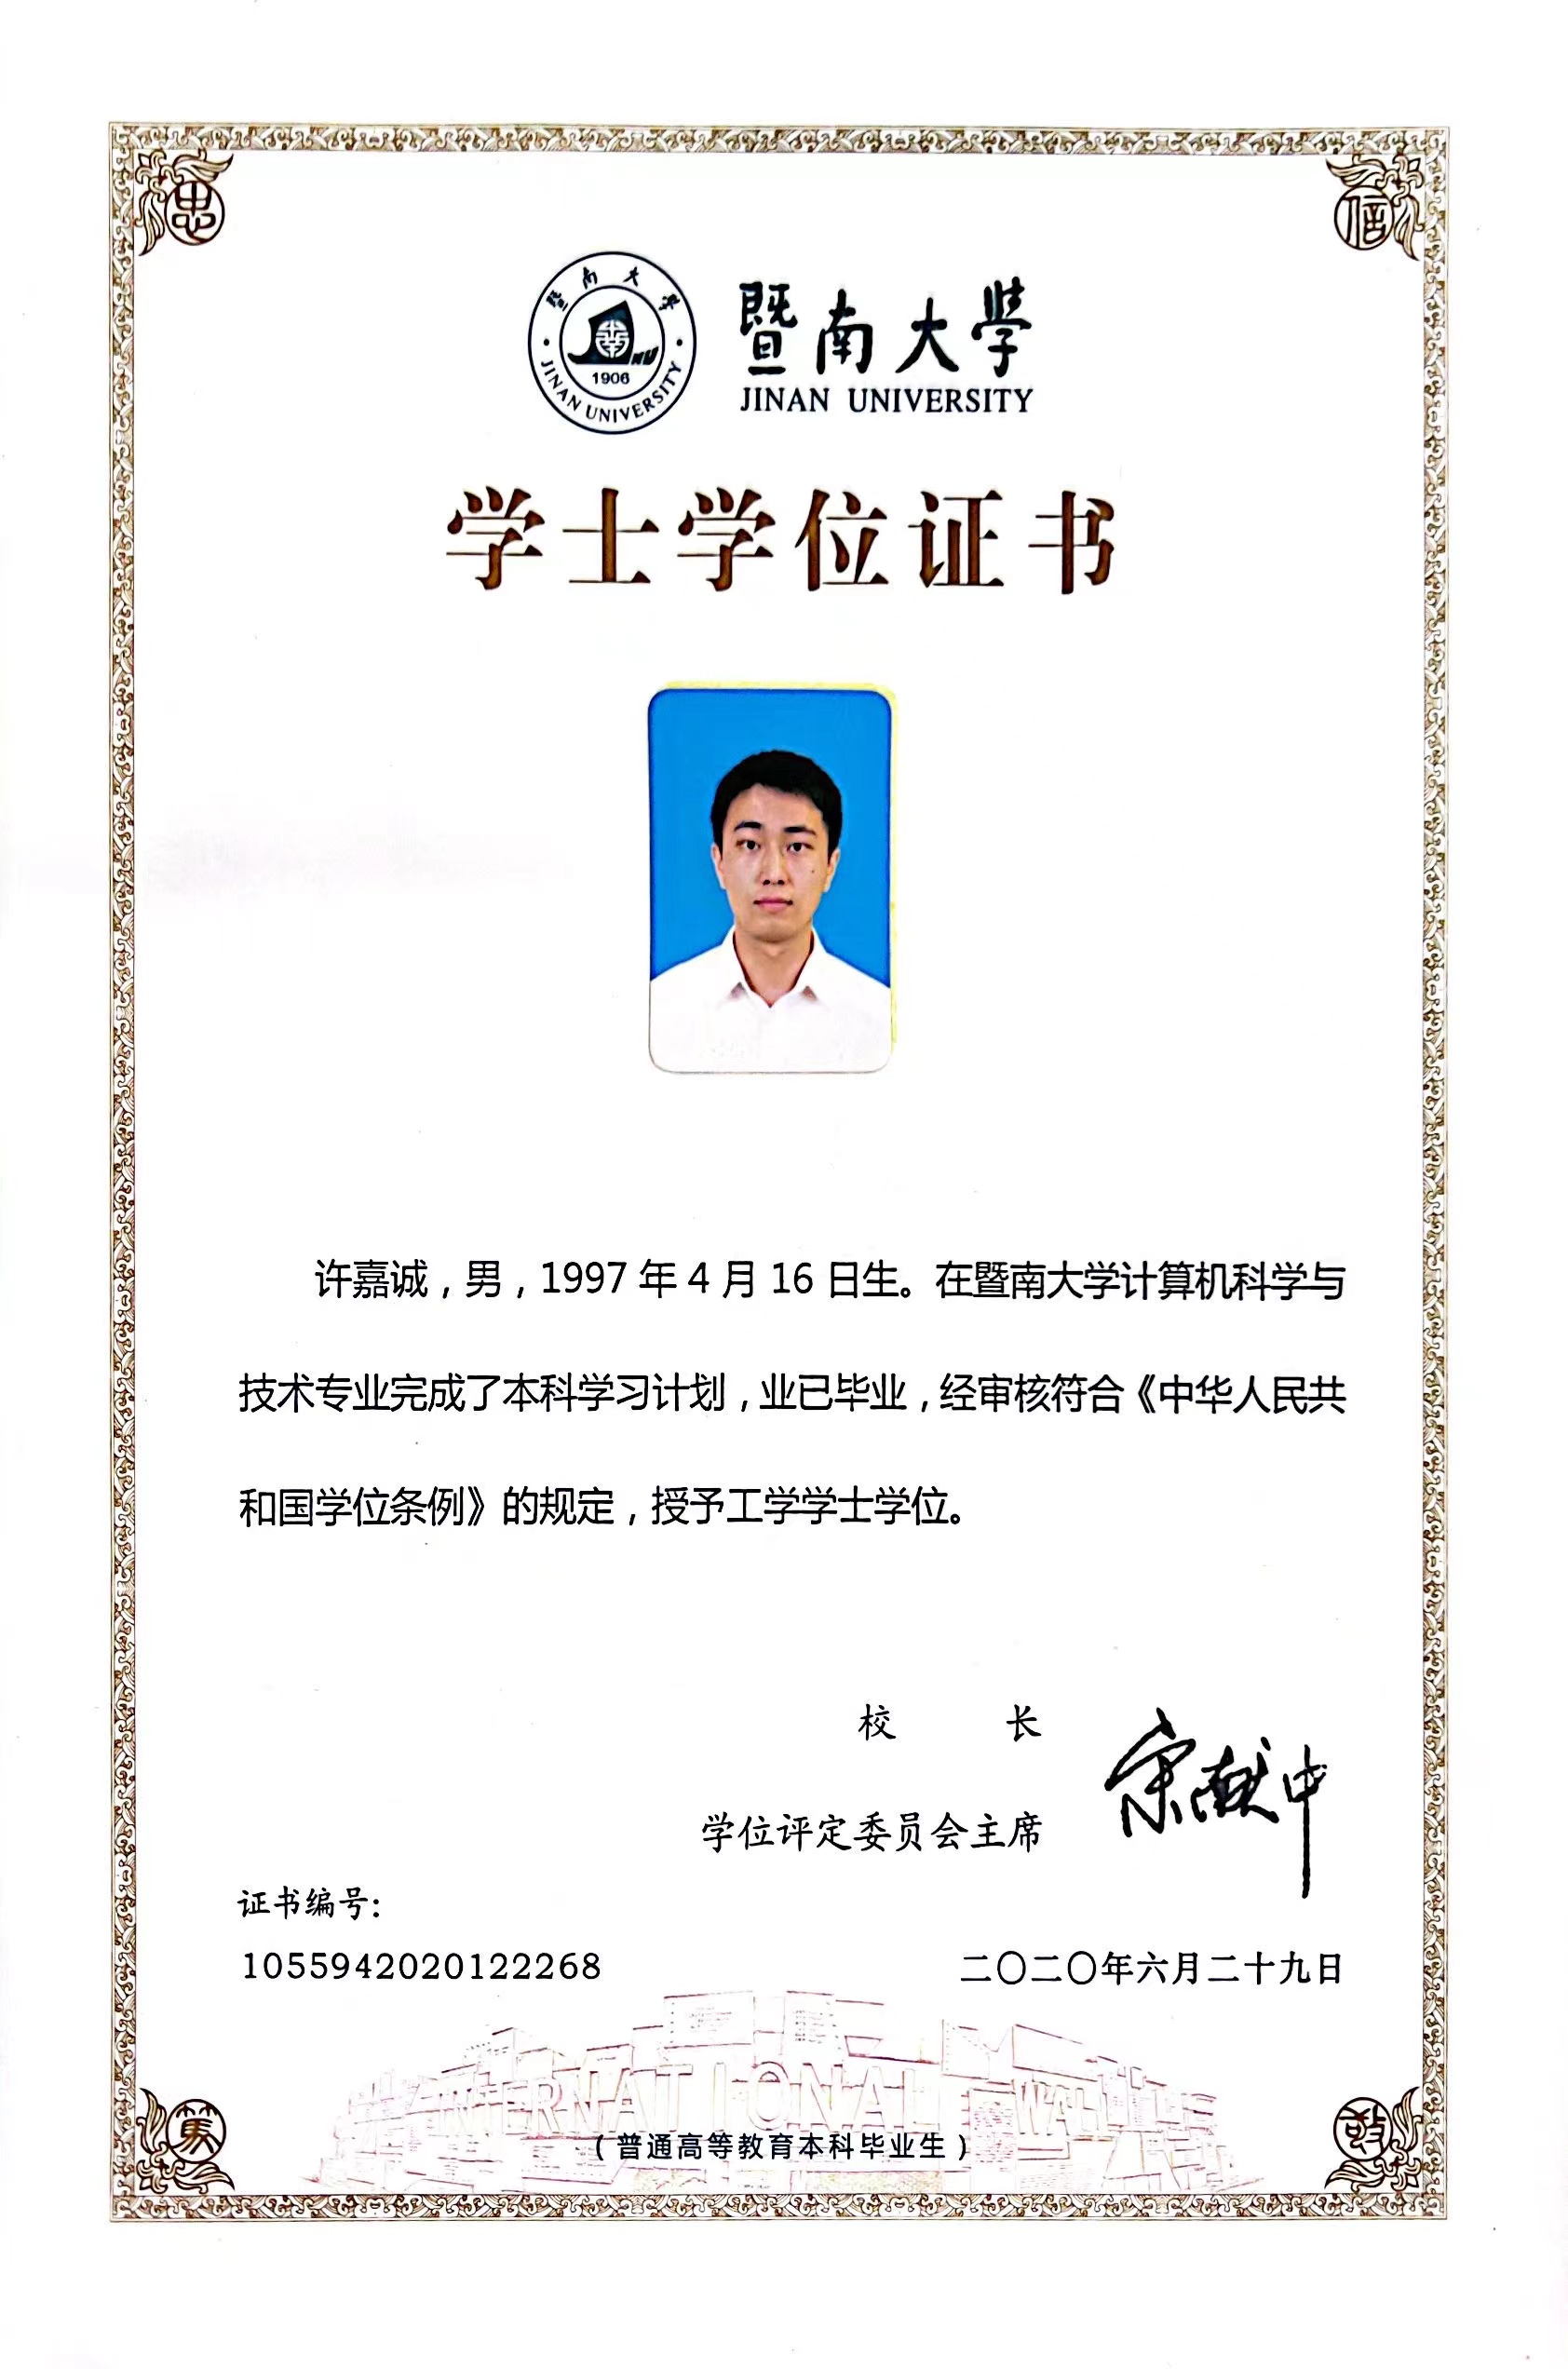 忠
信
暨南大学
1906
JINAN UNIVERSITY
暨南大學
JINAN UNIVERSITY
学士学位证书
许嘉诚，男，1997 年 4 月 16 日生。在暨南大学计算机科学与
技术专业完成了本科学习计划，业已毕业，经审核符合《中华人民共
和国学位条例》的规定，授予工学学士学位。
校 长
宋献中
学位评定委员会主席
证书编号:
1055942020122268
二〇二〇年六月二十九日
INTERNATIONAL WALL
（普通高等教育本科毕业生）
篤
敬